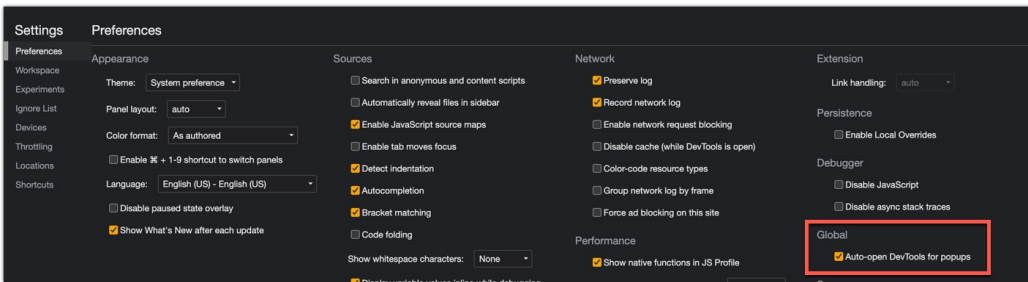 Settings
Preferences
Workspace
Experiments
Ignore List
Devices
Throttling
Locations
Shortcuts
Preferences
Appearance
Theme: System preference
Panel layout: auto
Color format: As authored
Enable ⌘ + 1-9 shortcut to switch panels
Language: English (US) - English (US)
Disable paused state overlay
Show What's New after each update
Sources
Search in anonymous and content scripts
Automatically reveal files in sidebar
Enable JavaScript source maps
Enable tab moves focus
Detect indentation
Autocompletion
Bracket matching
Code folding
Show whitespace characters: None
Display variable values inline while debugging
Network
Preserve log
Record network log
Enable network request blocking
Disable cache (while DevTools is open)
Color-code resource types
Group network log by frame
Force ad blocking on this site
Performance
Show native functions in JS Profile
Extension
Link handling: auto
Persistence
Enable Local Overrides
Debugger
Disable JavaScript
Disable async stack traces
Global
Auto-open DevTools for popups